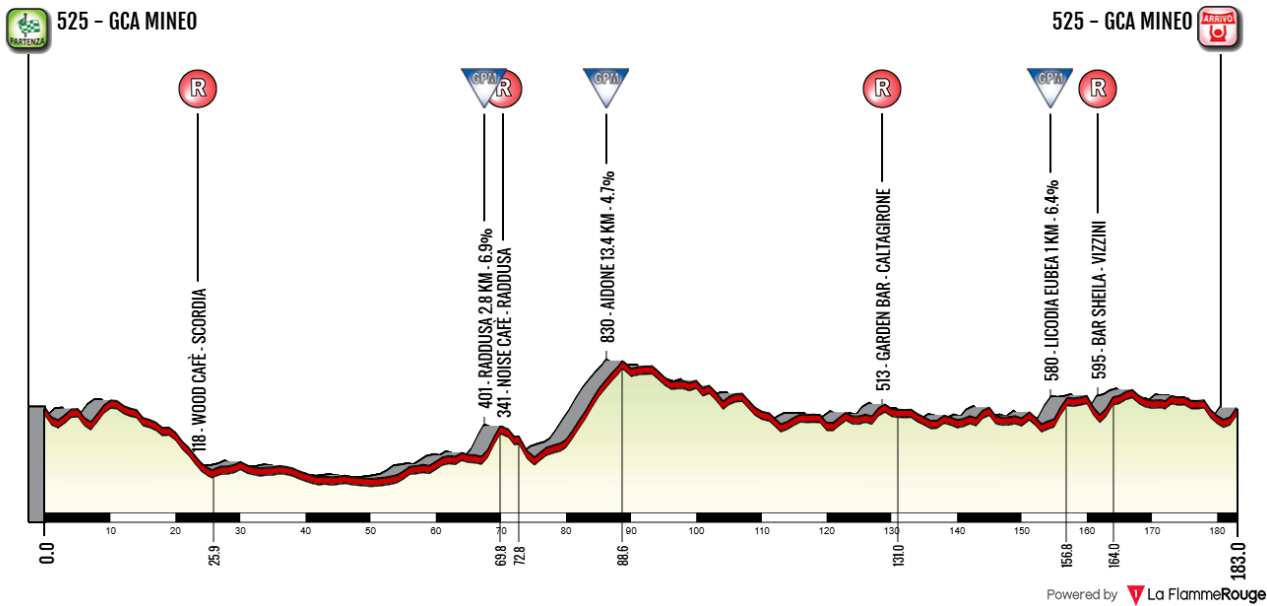 525 - GCA MINEO
525 - GCA MINEO
PARTENZA
ARRIVO
R
GPM
R
GPM
R
GPM
R
118 - WOOD CAFÈ - SCORDIA
401 - RADDUSA 2.8 KM - 6.9%
341 - NOISE CAFÈ - RADDUSA
830 - AIDONE 13.4 KM - 4.7%
513 - GARDEN BAR - CALTAGIRONE
580 - LICODIA EUBEA 1 KM - 6.4%
595 - BAR SHEILA - VIZZINI
10 20 30 40 50 60 70 80 90 100 110 120 130 140 150 160 170 180
0.0 25.9 69.8 72.8 88.6 131.0 156.8 164.0 183.0
Powered by 1 La FlammeRouge